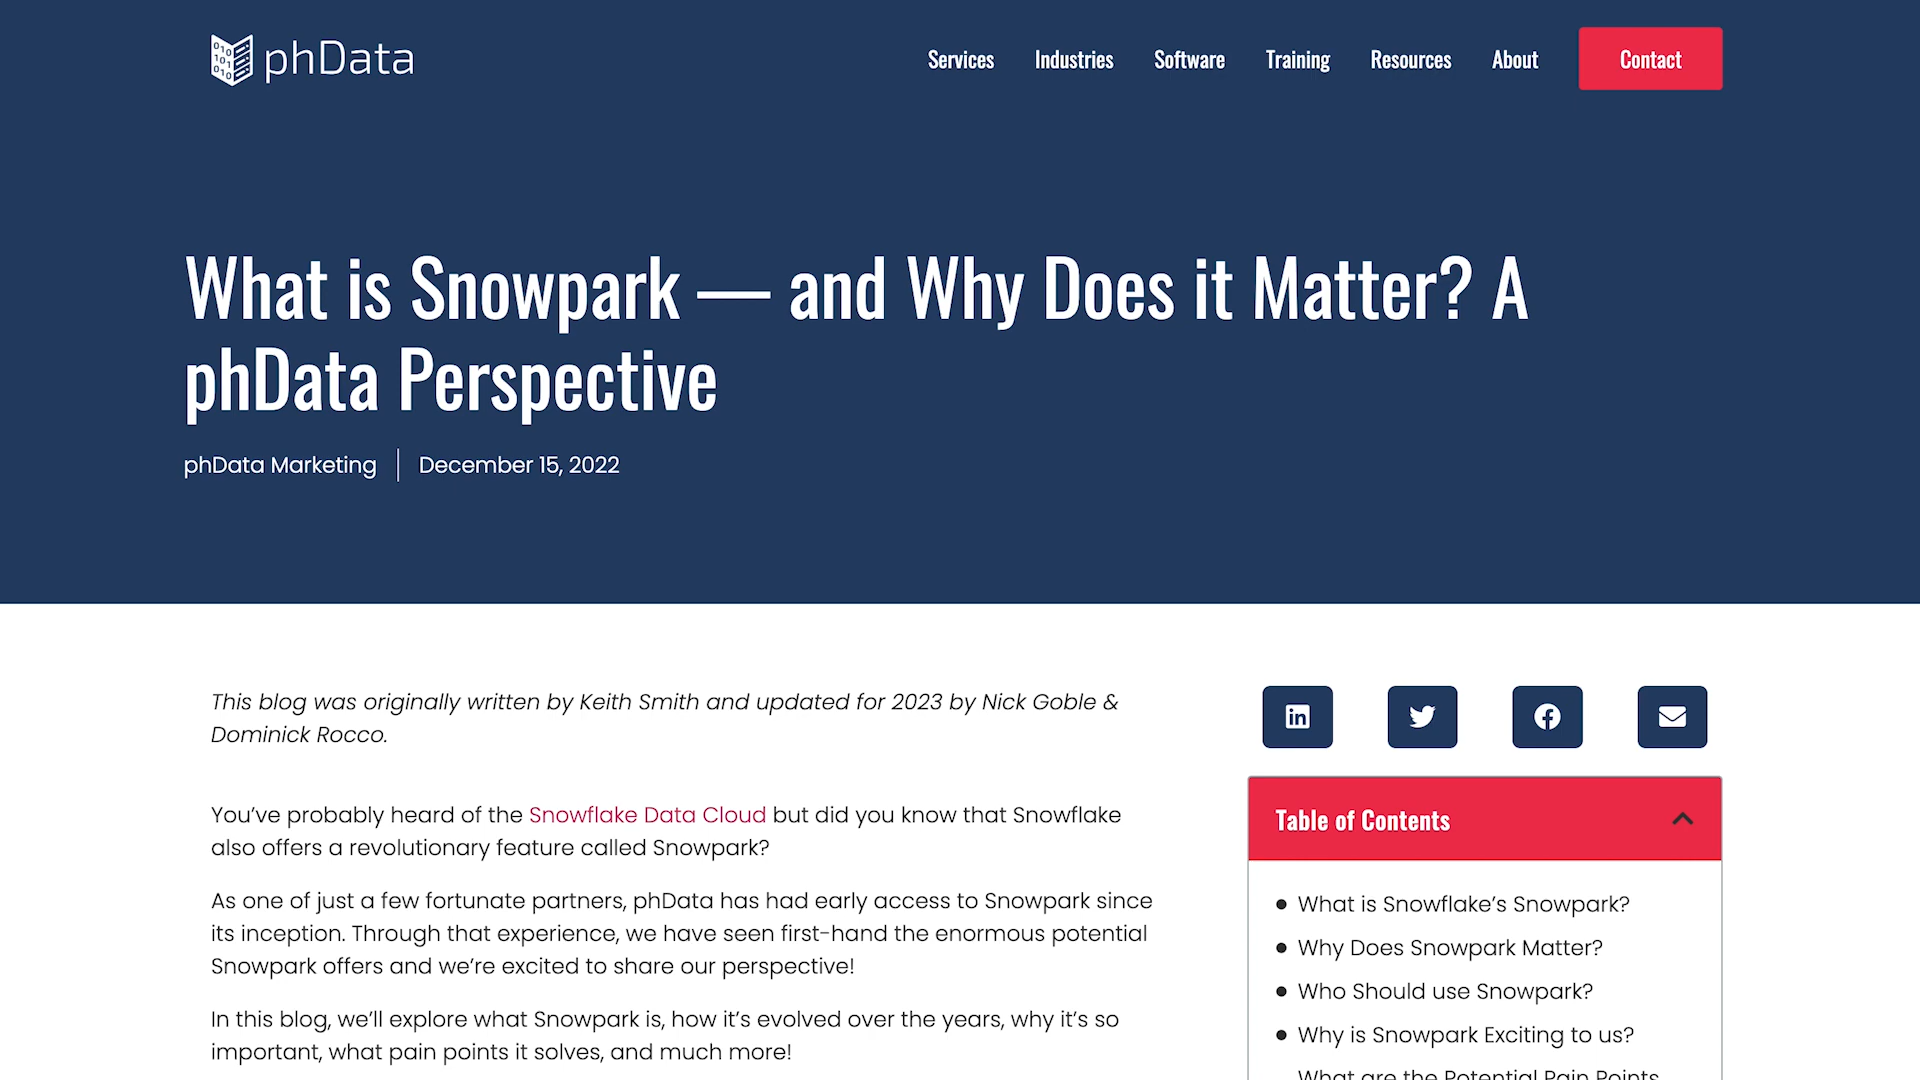 phData
Services Industries Software Training Resources About Contact
What is Snowpark — and Why Does it Matter? A
phData Perspective
phData Marketing
December 15, 2022
This blog was originally written by Keith Smith and updated for 2023 by Nick Goble &
Dominick Rocco.
You’ve probably heard of the Snowflake Data Cloud but did you know that Snowflake
also offers a revolutionary feature called Snowpark?
As one of just a few fortunate partners, phData has had early access to Snowpark since
its inception. Through that experience, we have seen first-hand the enormous potential
Snowpark offers and we’re excited to share our perspective!
In this blog, we’ll explore what Snowpark is, how it’s evolved over the years, why it’s so
important, what pain points it solves, and much more!
Table of Contents
What is Snowflake’s Snowpark?
Why Does Snowpark Matter?
Who Should use Snowpark?
Why is Snowpark Exciting to us?
What are the Potential Pain Points